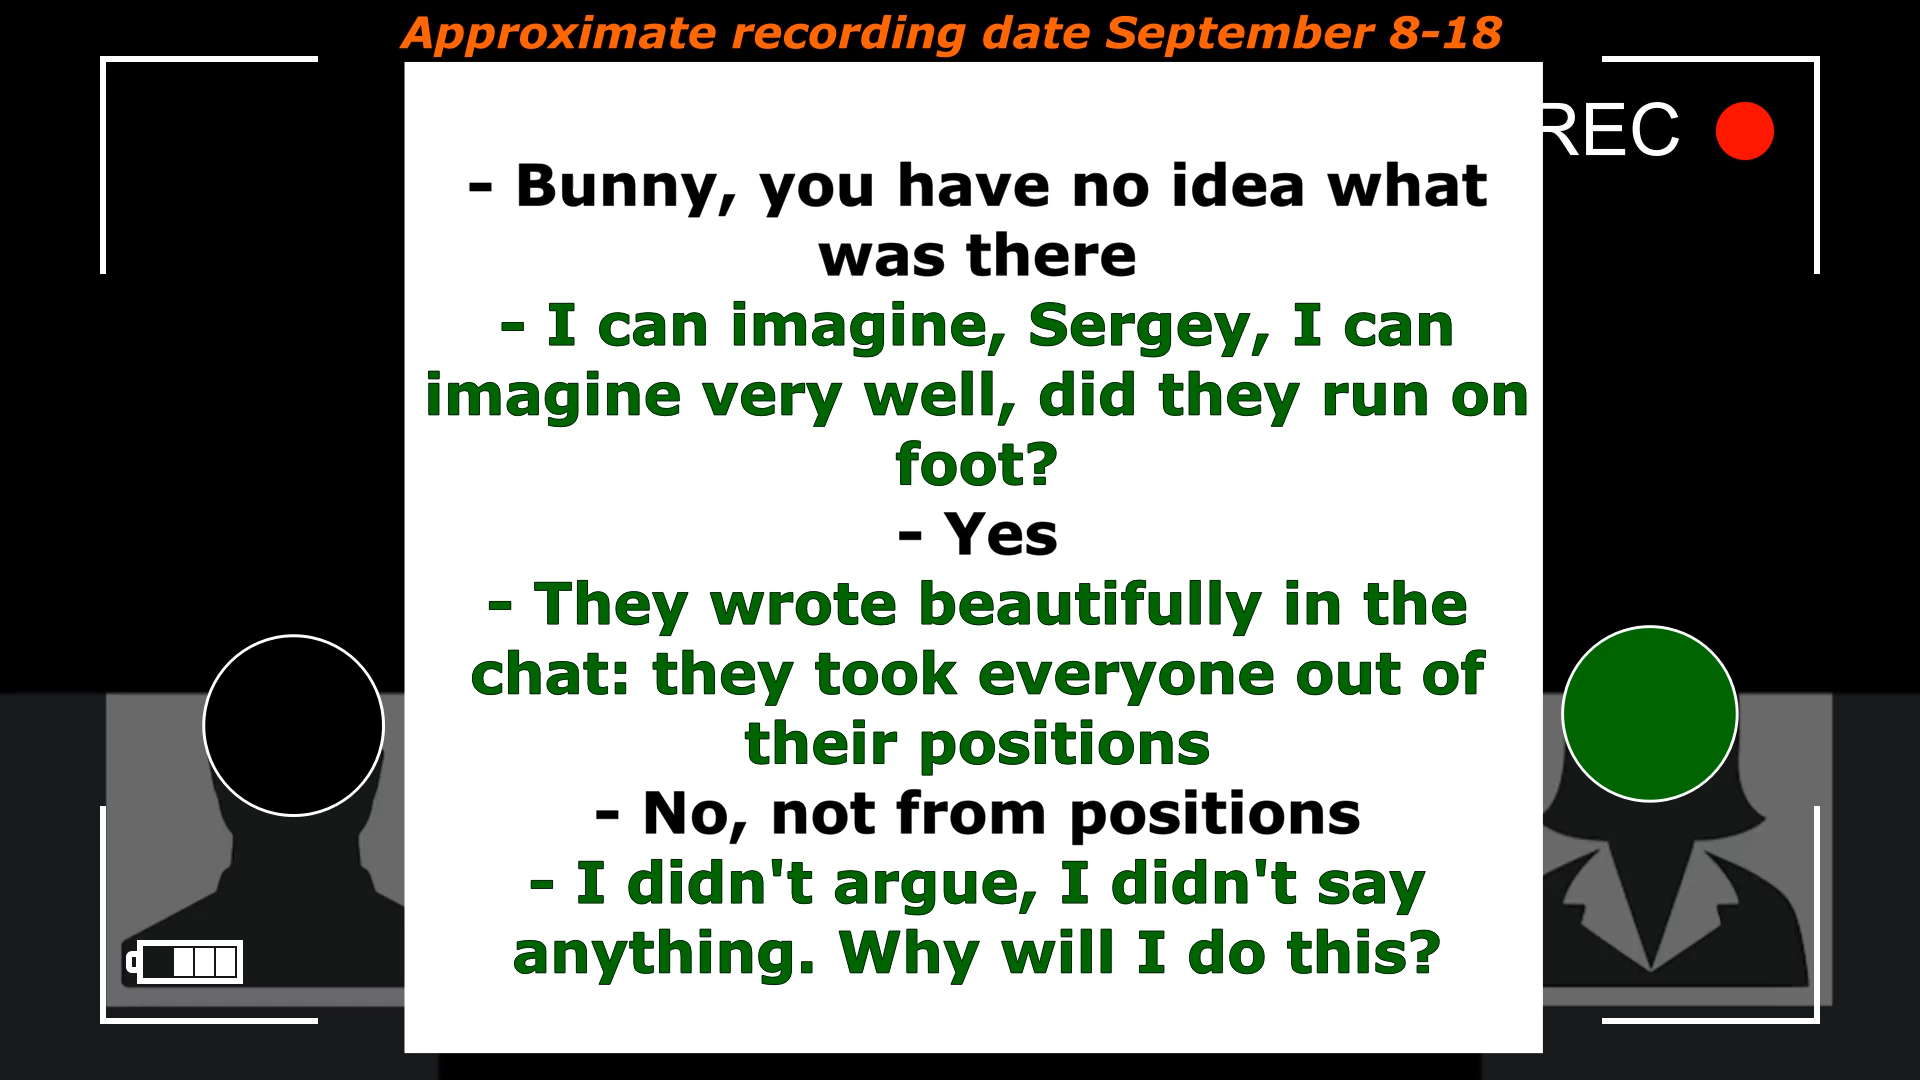 Approximate recording date September 8-18
REC
- Bunny, you have no idea what
was there
- I can imagine, Sergey, I can
imagine very well, did they run on
foot?
- Yes
- They wrote beautifully in the
chat: they took everyone out of
their positions
- No, not from positions
- I didn't argue, I didn't say
anything. Why will I do this?